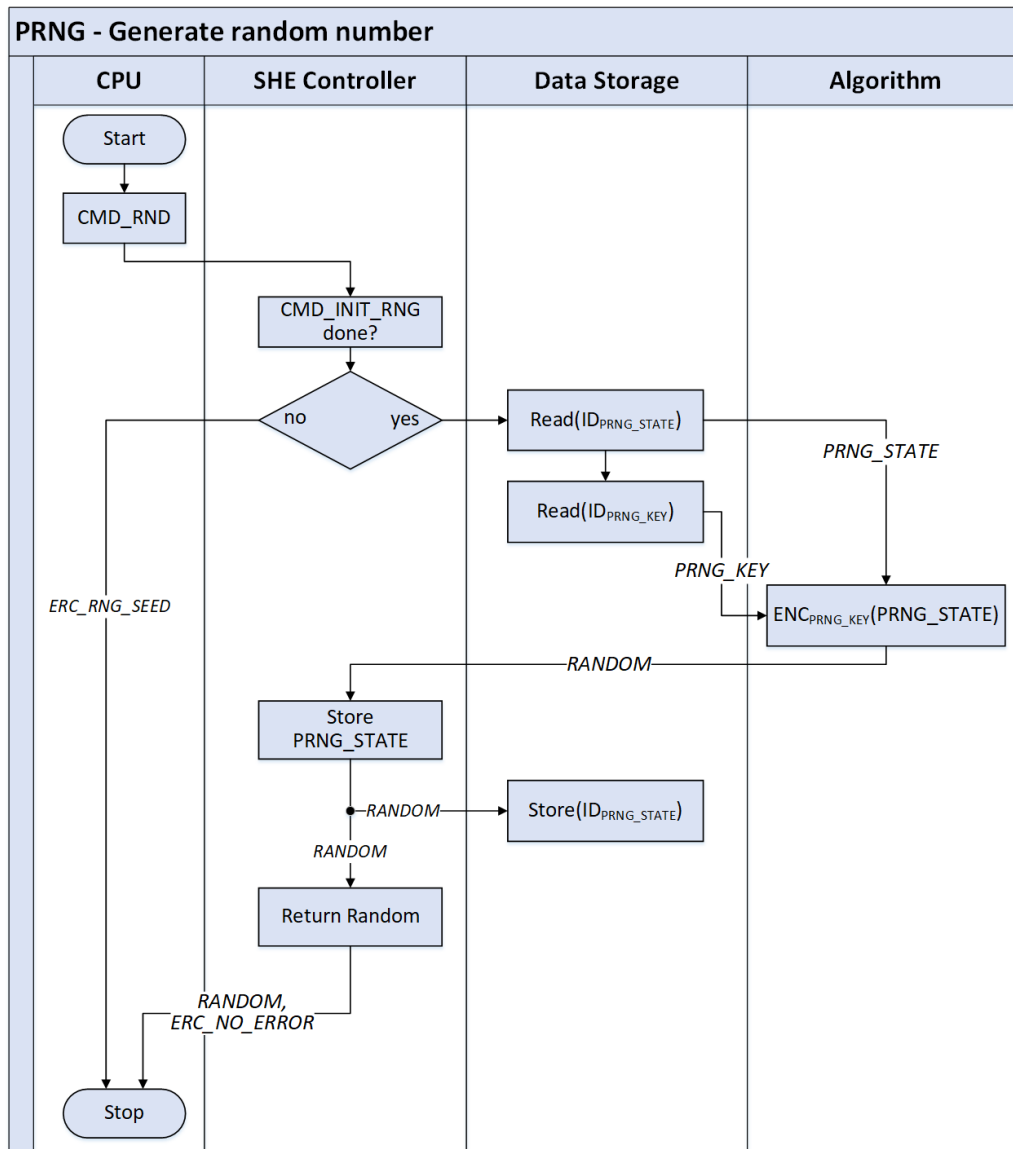 PRNG - Generate random number
CPU
SHE Controller
Data Storage
Algorithm
Start
CMD_RND
CMD_INIT_RNG
done?
no
yes
Read(IDPRNG_STATE)
PRNG_STATE
Read(IDPRNG_KEY)
PRNG_KEY
ERC_RNG_SEED
ENCPRNG_KEY(PRNG_STATE)
RANDOM
Store
PRNG_STATE
RANDOM
Store(IDPRNG_STATE)
RANDOM
Return Random
RANDOM,
ERC_NO_ERROR
Stop